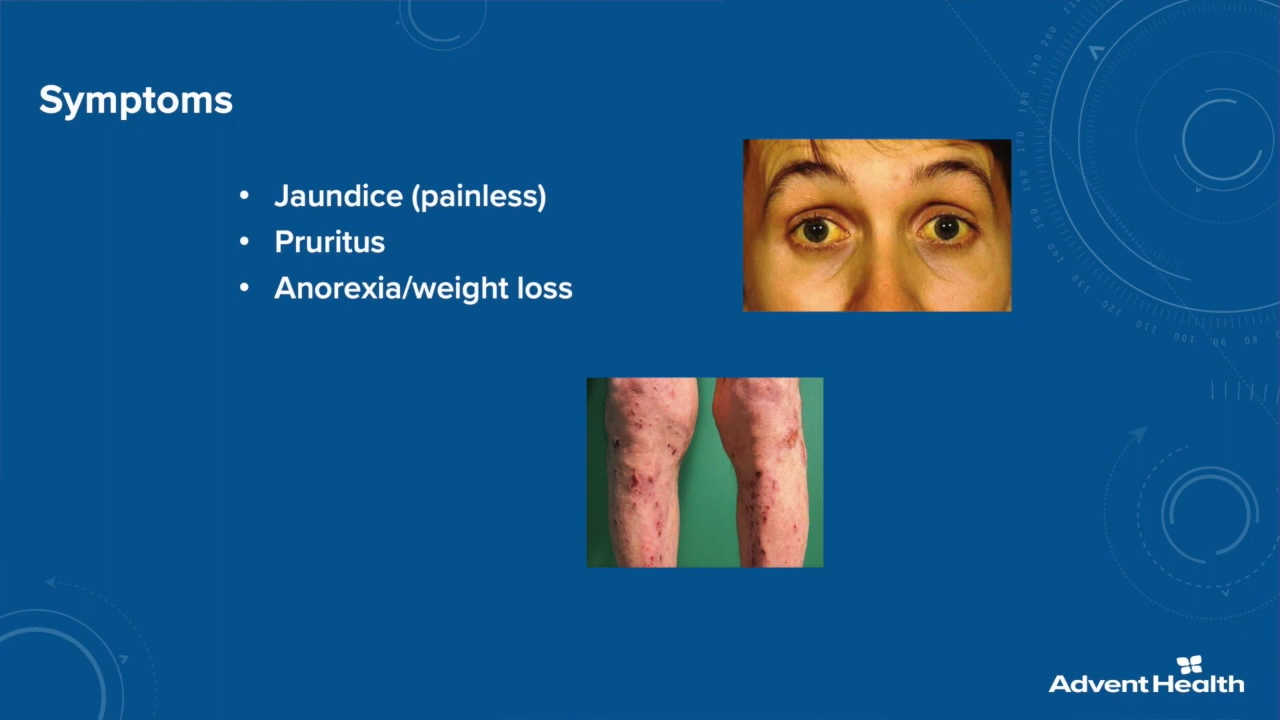 Symptoms
• Jaundice (painless)
• Pruritus
• Anorexia/weight loss
AdventHealth